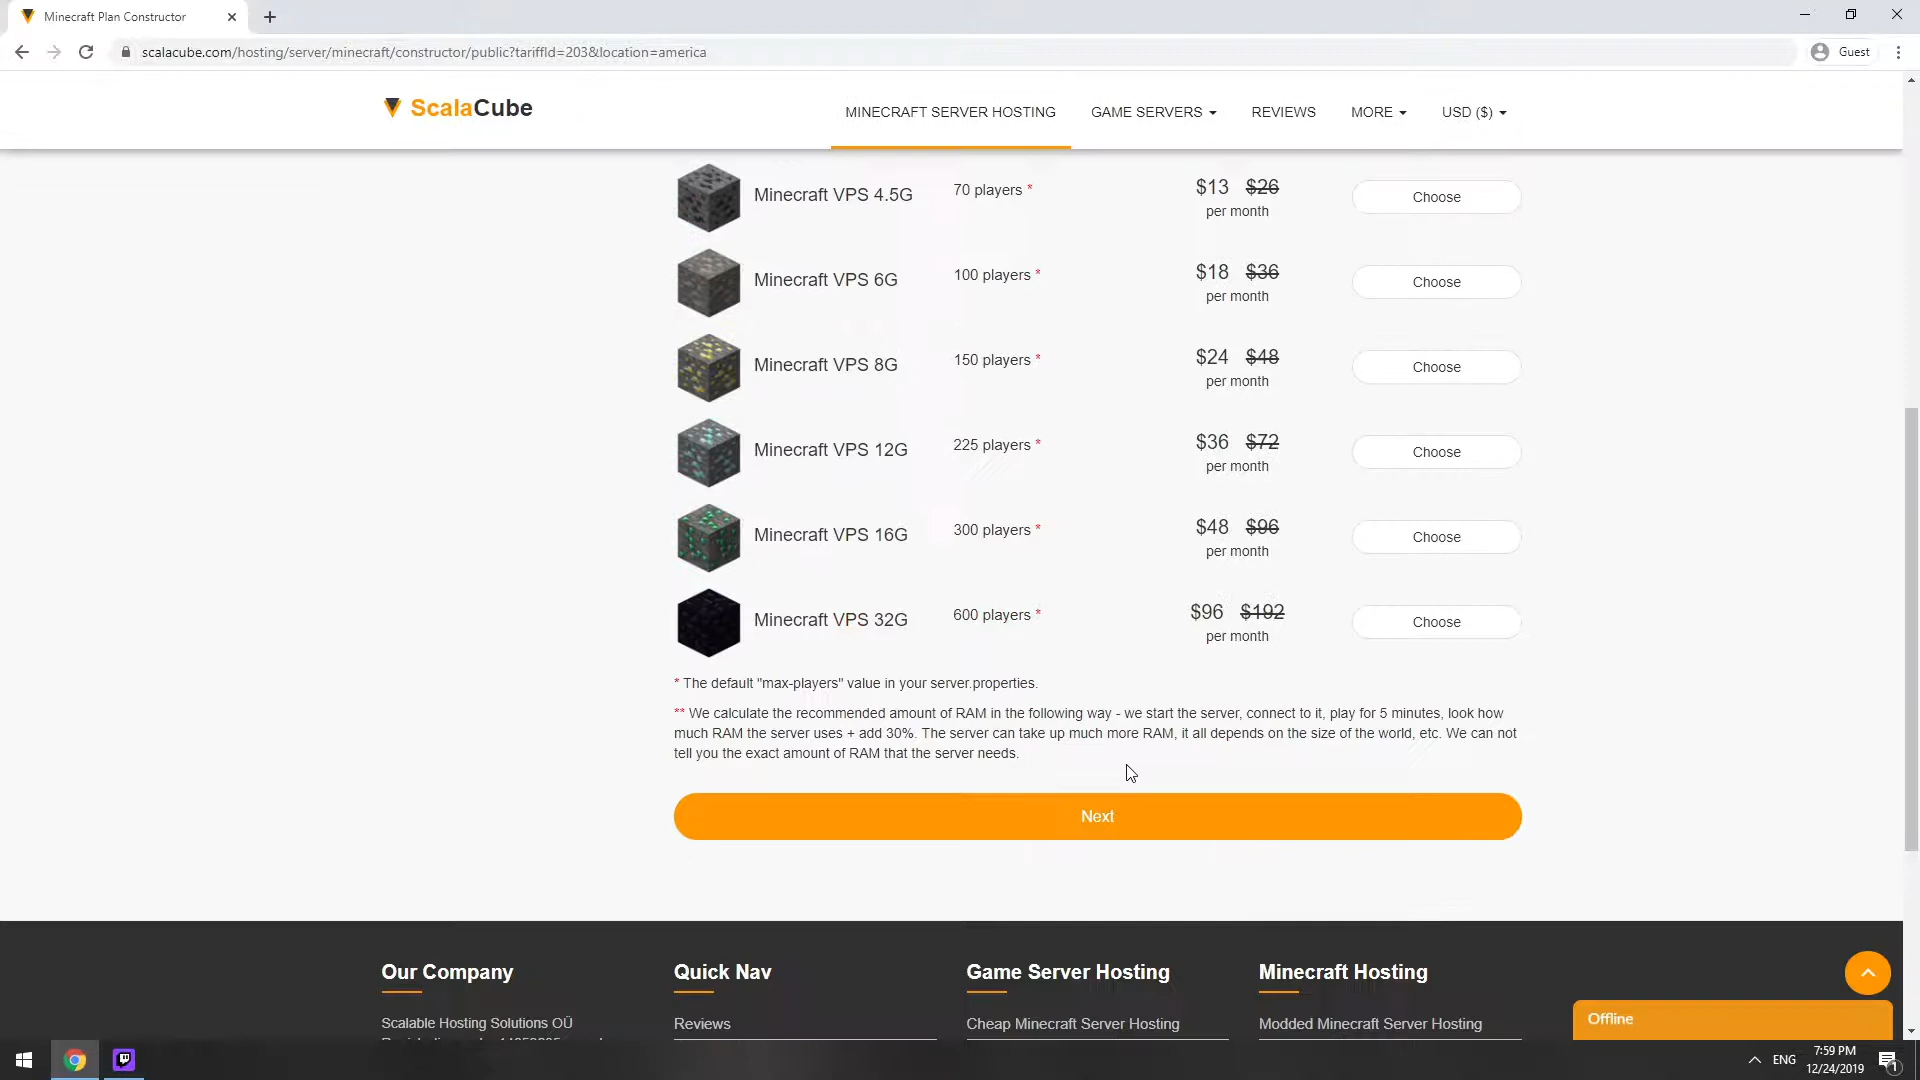 Minecraft Plan Constructor
scalacube.com/hosting/server/minecraft/constructor/public?tariffId=203&location=america
Guest
ScalaCube
MINECRAFT SERVER HOSTING
GAME SERVERS
REVIEWS
MORE
USD ($)
Minecraft VPS 4.5G 70 players * $13 $26 per month Choose
Minecraft VPS 6G 100 players * $18 $36 per month Choose
Minecraft VPS 8G 150 players * $24 $48 per month Choose
Minecraft VPS 12G 225 players * $36 $72 per month Choose
Minecraft VPS 16G 300 players * $48 $96 per month Choose
Minecraft VPS 32G 600 players * $96 $192 per month Choose
* The default "max-players" value in your server.properties.
** We calculate the recommended amount of RAM in the following way - we start the server, connect to it, play for 5 minutes, look how
much RAM the server uses + add 30%. The server can take up much more RAM, it all depends on the size of the world, etc. We can not
tell you the exact amount of RAM that the server needs.
Next
Our Company
Scalable Hosting Solutions OÜ
Quick Nav
Reviews
Game Server Hosting
Cheap Minecraft Server Hosting
Minecraft Hosting
Modded Minecraft Server Hosting
Offline
ENG
7:59 PM
12/24/2019
1